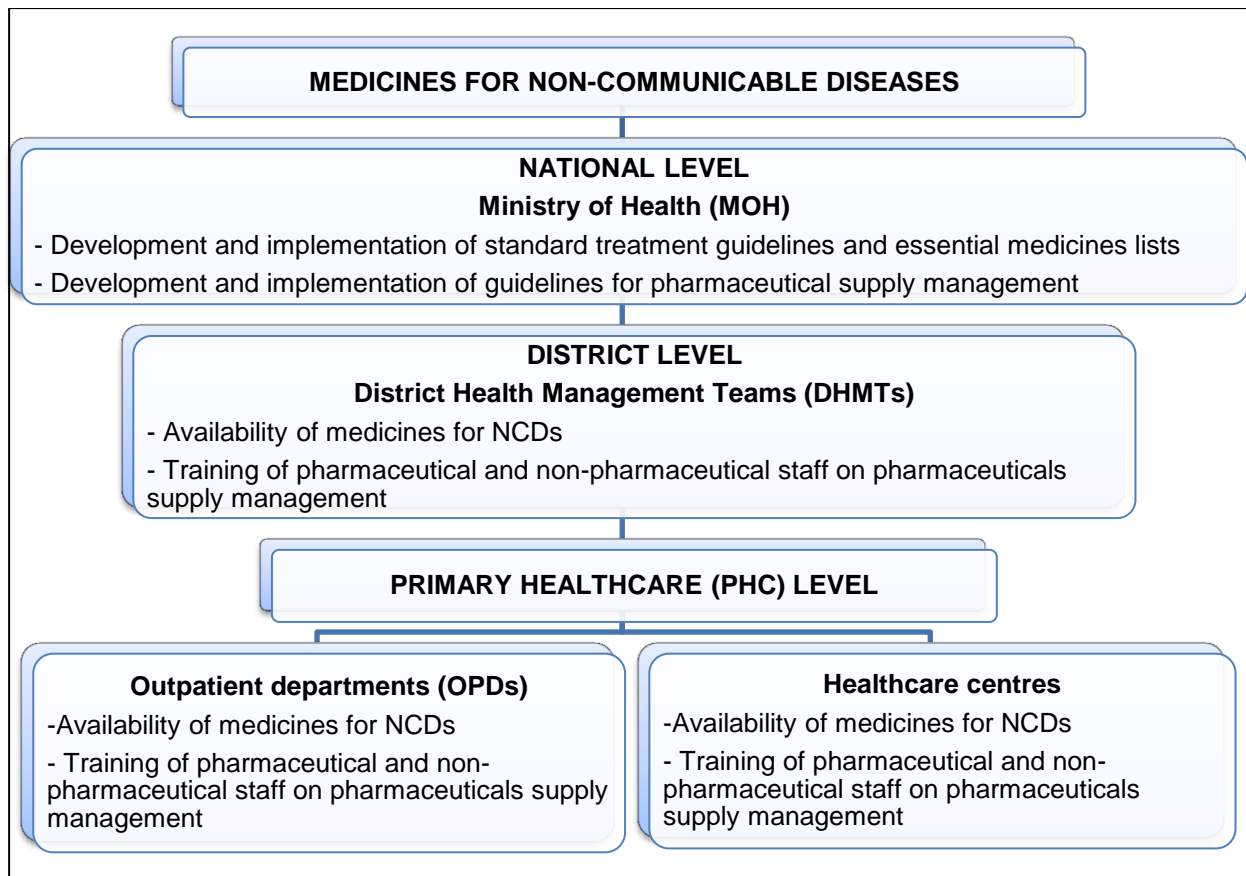 MEDICINES FOR NON-COMMUNICABLE DISEASES
NATIONAL LEVEL
Ministry of Health (MOH)
- Development and implementation of standard treatment guidelines and essential medicines lists
- Development and implementation of guidelines for pharmaceutical supply management
DISTRICT LEVEL
District Health Management Teams (DHMTs)
- Availability of medicines for NCDs
- Training of pharmaceutical and non-pharmaceutical staff on pharmaceuticals
supply management
PRIMARY HEALTHCARE (PHC) LEVEL
Outpatient departments (OPDs)
-Availability of medicines for NCDs
- Training of pharmaceutical and non-
pharmaceutical staff on pharmaceuticals supply
management
Healthcare centres
-Availability of medicines for NCDs
- Training of pharmaceutical and non-
pharmaceutical staff on pharmaceuticals
supply management